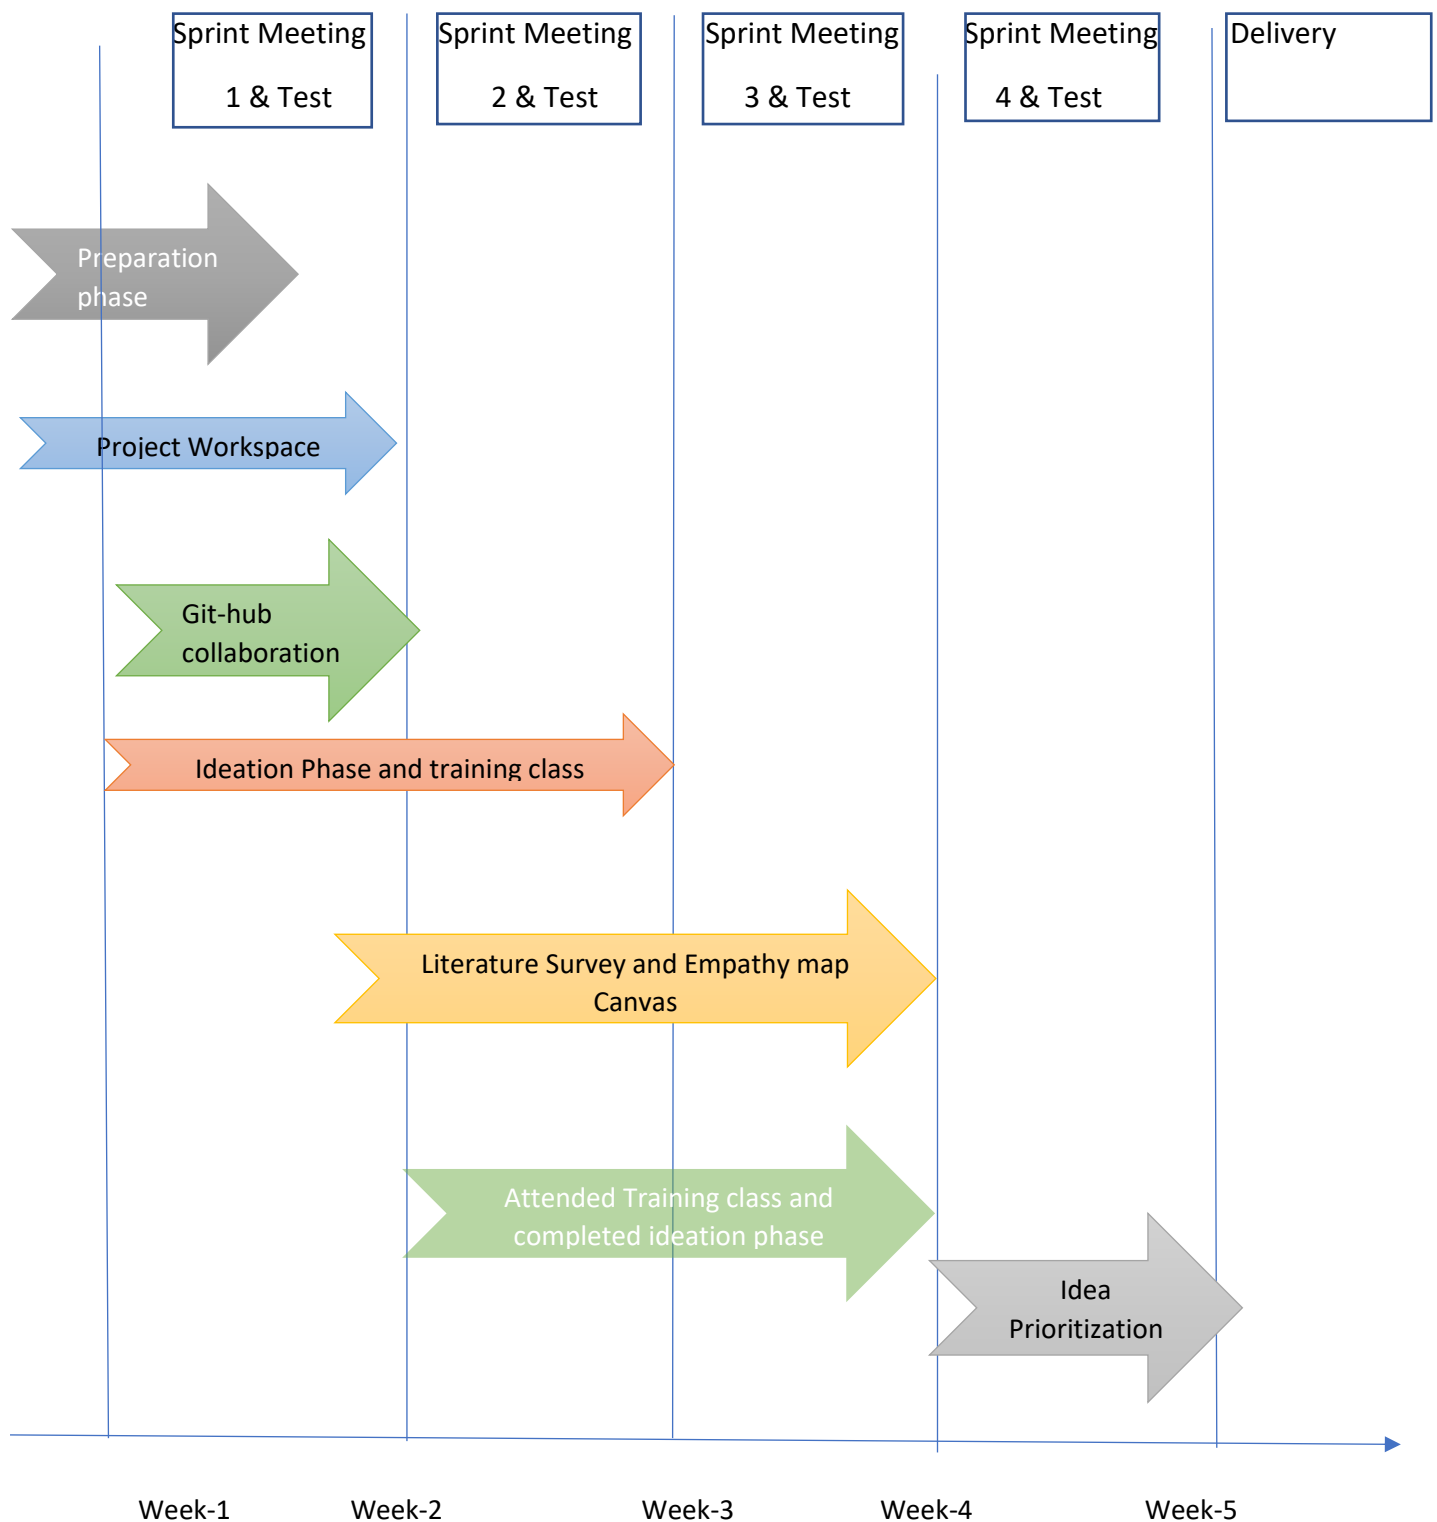 Sprint Meeting
1 & Test
Sprint Meeting
2 & Test
Sprint Meeting
3 & Test
Sprint Meeting
4 & Test
Delivery
Preparation
phase
Project Workspace
Git-hub
collaboration
Ideation Phase and training class
Literature Survey and Empathy map
Canvas
Attended Training class and
completed ideation phase
Idea
Prioritization
Week-1
Week-2
Week-3
Week-4
Week-5